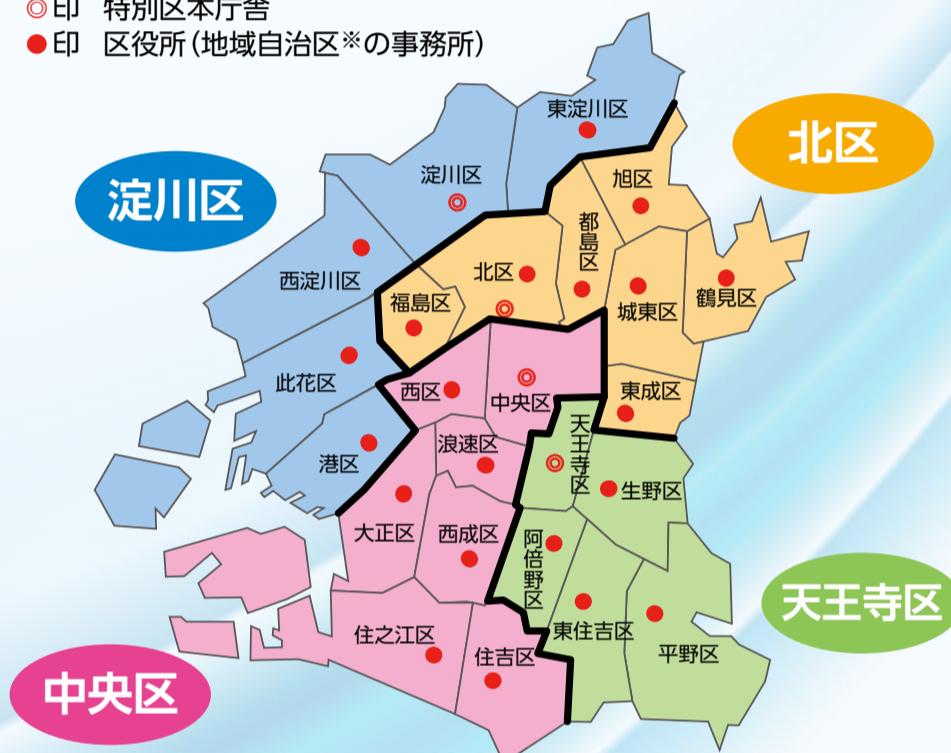 ◎印 特別区本庁舎
●印 区役所(地域自治区※の事務所)
東淀川区
北区
淀川区
旭区
淀川区
都島区
北区
西淀川区
福島区
城東区
鶴見区
此花区
西区
中央区
東成区
天王寺区
港区
浪速区
生野区
大正区
西成区
阿倍野区
天王寺区
住之江区
東住吉区
平野区
住吉区
中央区